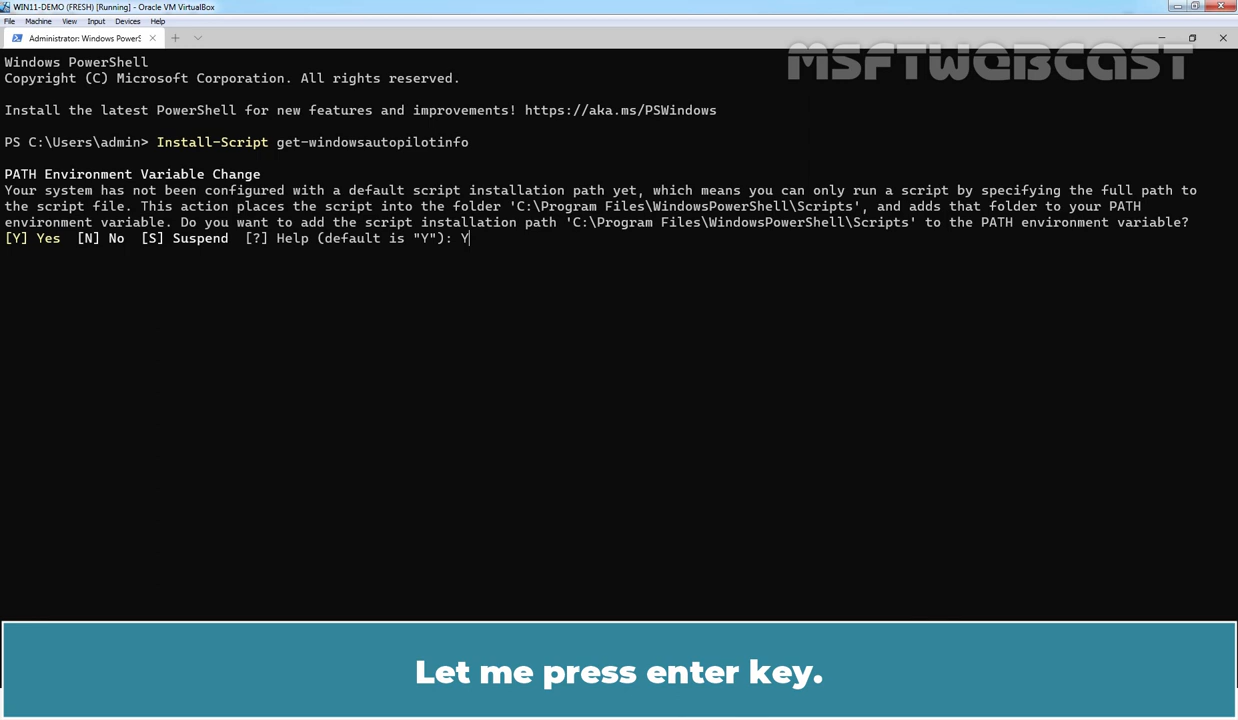 WIN11-DEMO (FRESH) [Running] - Oracle VM VirtualBox
File Machine View Input Devices Help
Administrator: Windows PowerS
MSFTWEBCAST
Windows PowerShell
Copyright (C) Microsoft Corporation. All rights reserved.
Install the latest PowerShell for new features and improvements! https://aka.ms/PSWindows
PS C:\Users\admin> Install-Script get-windowsautopilotinfo
PATH Environment Variable Change
Your system has not been configured with a default script installation path yet, which means you can only run a script by specifying the full path to
the script file. This action places the script into the folder 'C:\Program Files\WindowsPowerShell\Scripts', and adds that folder to your PATH
environment variable. Do you want to add the script installation path 'C:\Program Files\WindowsPowerShell\Scripts' to the PATH environment variable?
[Y] Yes [N] No [S] Suspend [?] Help (default is "Y"): Y
Let me press enter key.